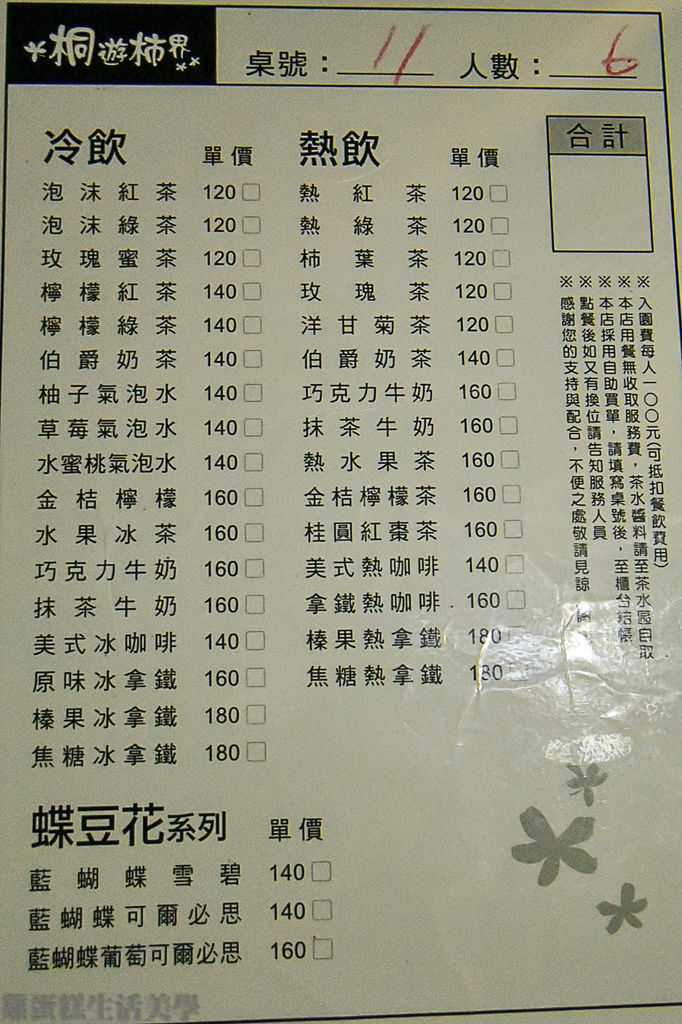 桐遊柿界
桌號：11 人數：6
冷飲 單價
泡沫紅茶 120
泡沫綠茶 120
玫瑰蜜茶 120
檸檬紅茶 140
檸檬綠茶 140
伯爵奶茶 140
柚子氣泡水 140
草莓氣泡水 140
水蜜桃氣泡水 140
金桔檸檬 160
水果冰茶 160
巧克力牛奶 160
抹茶牛奶 160
美式冰咖啡 140
原味冰拿鐵 160
榛果冰拿鐵 180
焦糖冰拿鐵 180
熱飲 單價
熱紅茶 120
熱綠茶 120
柿葉茶 120
玫瑰茶 120
洋甘菊茶 120
伯爵奶茶 140
巧克力牛奶 160
抹茶牛奶 160
熱水果茶 160
金桔檸檬茶 160
桂圓紅棗茶 160
美式熱咖啡 140
拿鐵熱咖啡 160
榛果熱拿鐵 180
焦糖熱拿鐵 180
合計
※入園費每人一〇〇元(可抵扣餐飲費用)
※本店用餐無收取服務費，茶水醬料請至茶水區自取
※本店採用自助買單，請填寫桌號後，至櫃台結帳
※點餐後如又有換位請告知服務人員
※感謝您的支持與配合，不便之處敬請見諒
蝶豆花系列 單價
藍蝴蝶雪碧 140
藍蝴蝶可爾必思 140
藍蝴蝶葡萄可爾必思 160
雞蛋糕生活美學